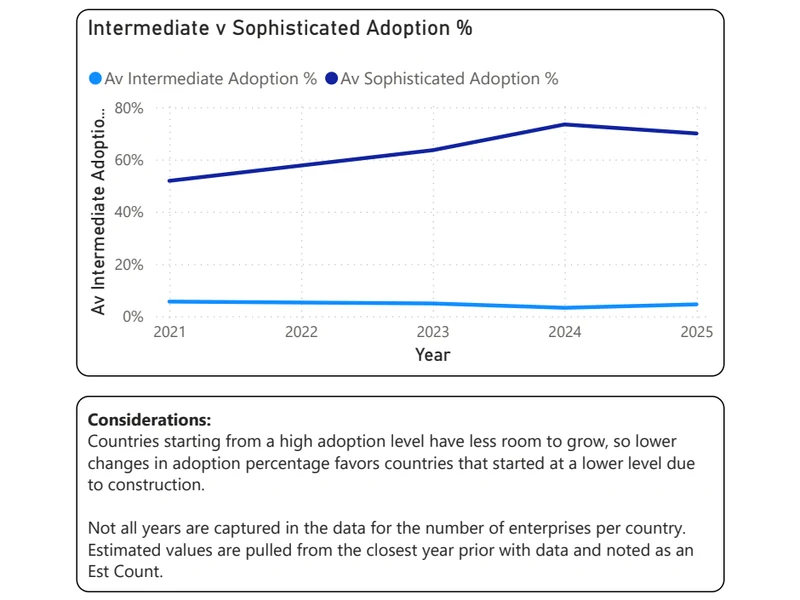 Intermediate v Sophisticated Adoption %
Av Intermediate Adoption % Av Sophisticated Adoption %
Av Intermediate Adoptio...
80%
60%
40%
20%
0%
2021 2022 2023 2024 2025
Year
Considerations:
Countries starting from a high adoption level have less room to grow, so lower
changes in adoption percentage favors countries that started at a lower level due
to construction.
Not all years are captured in the data for the number of enterprises per country.
Estimated values are pulled from the closest year prior with data and noted as an
Est Count.